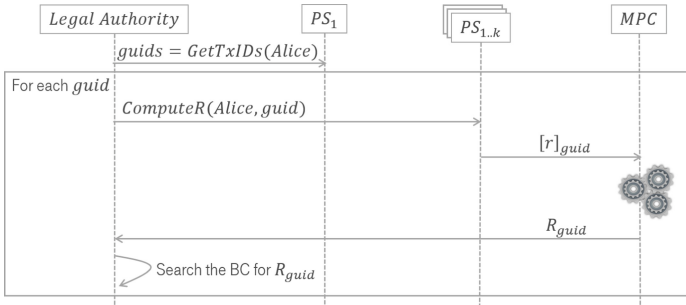 Legal Authority PS₁ PS₁..ₖ MPC
guids = GetTxIDs(Alice)
For each guid
ComputeR(Alice, guid)
[r]guid
Rguid
Search the BC for Rguid